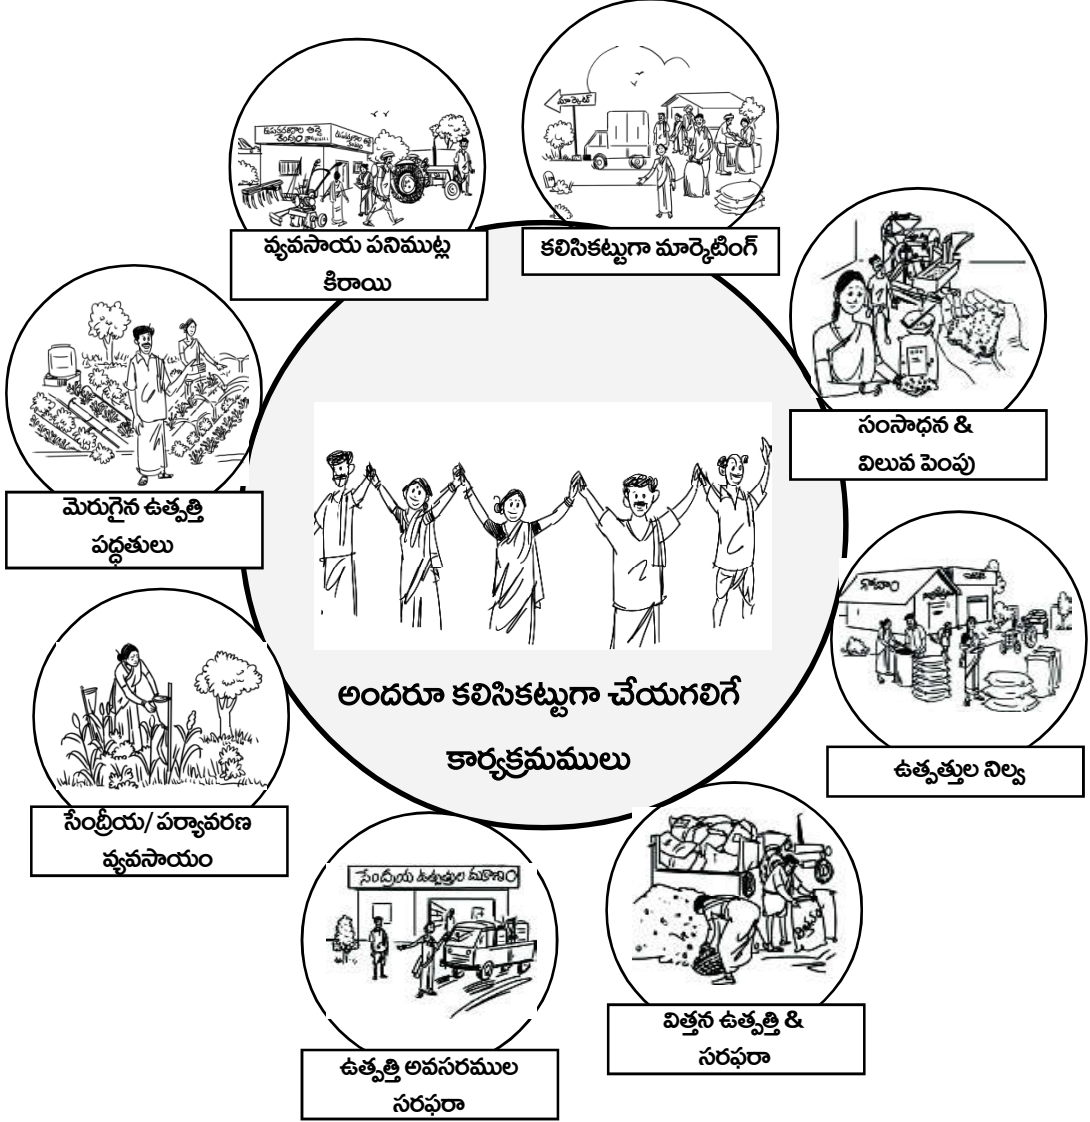 వ్యవసాయ పనిముట్ల
కిరాయి
మార్కెట్
కలిసికట్టుగా మార్కెటింగ్
సంసాధన &
విలువ పెంపు
మెరుగైన ఉత్పత్తి
పద్ధతులు
గోదాం
ఉత్పత్తుల నిల్వ
అందరూ కలిసికట్టుగా చేయగలిగే
కార్యక్రమములు
సేంద్రీయ/ పర్యావరణ
వ్యవసాయం
సేంద్రియ ఉత్పత్తుల
ఉత్పత్తి అవసరముల
సరఫరా
విత్తన ఉత్పత్తి &
సరఫరా